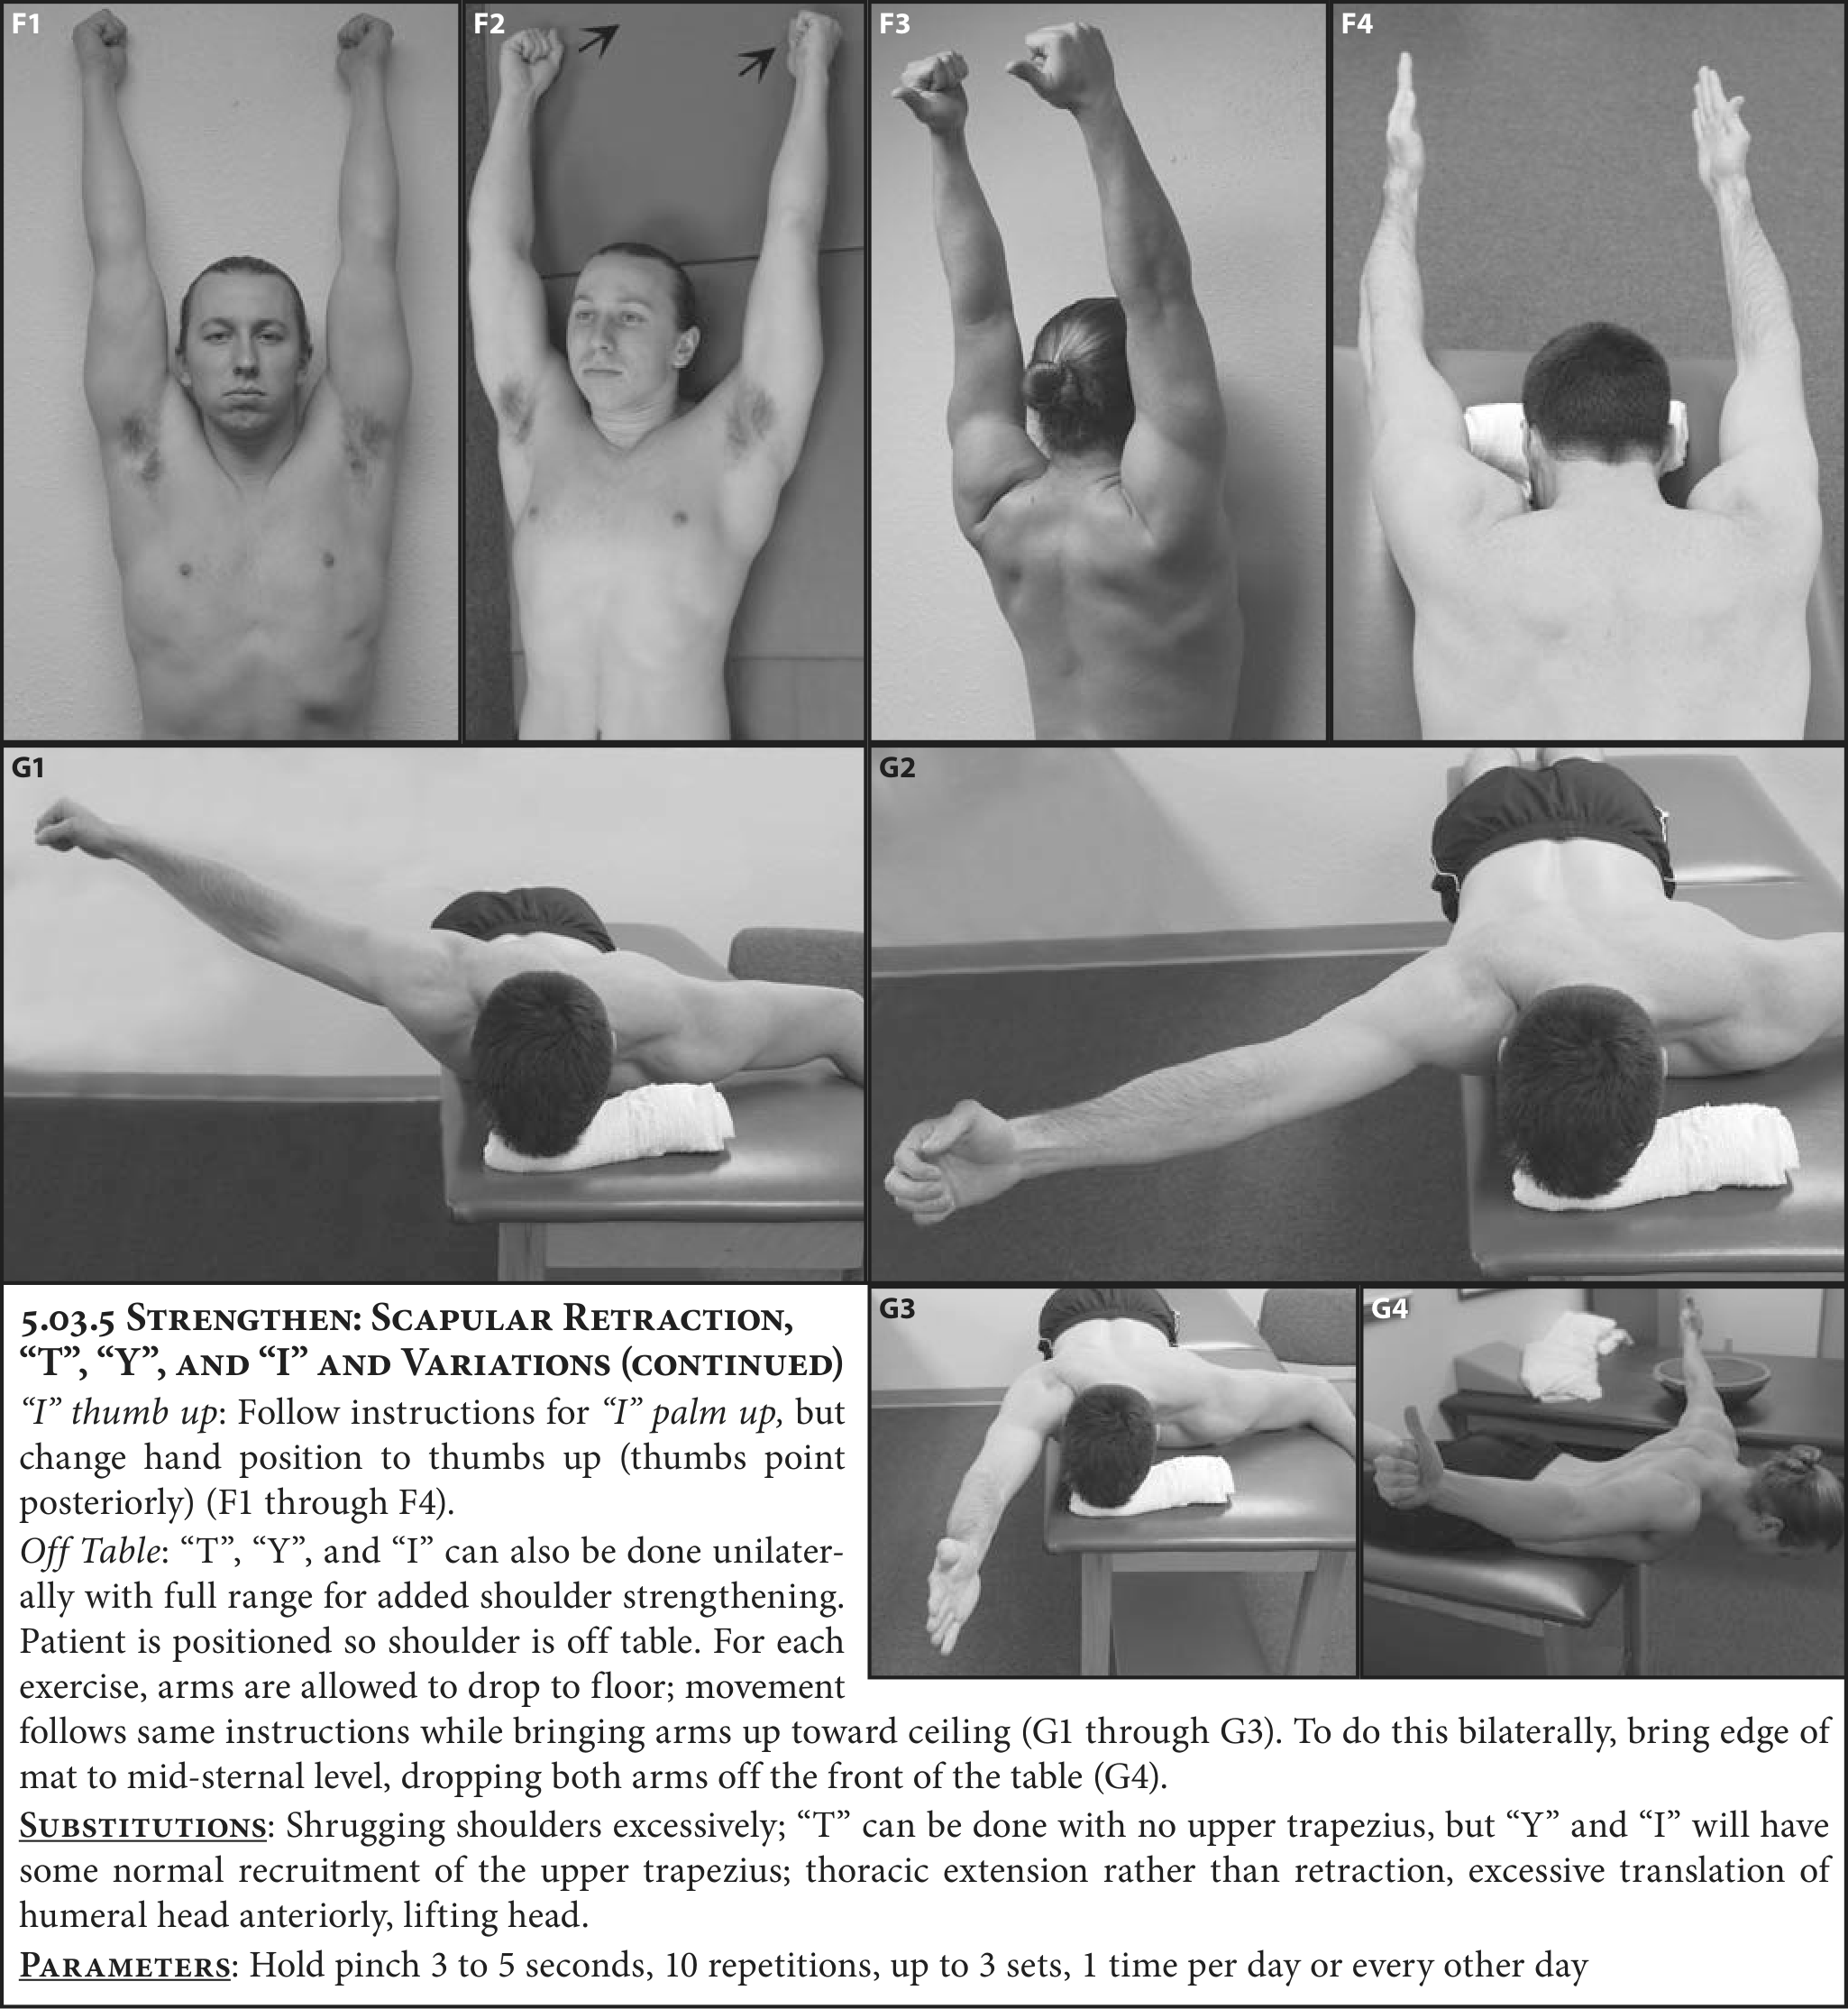 F1
F2
F3
F4
G1
G2
5.03.5 Strengthen: Scapular Retraction,
“T”, “Y”, and “I” and Variations (continued)
“I” thumb up: Follow instructions for “I” palm up, but
change hand position to thumbs up (thumbs point
posteriorly) (F1 through F4).
Off Table: “T”, “Y”, and “I” can also be done unilater-
ally with full range for added shoulder strengthening.
Patient is positioned so shoulder is off table. For each
exercise, arms are allowed to drop to floor; movement
G3
G4
follows same instructions while bringing arms up toward ceiling (G1 through G3). To do this bilaterally, bring edge of
mat to mid-sternal level, dropping both arms off the front of the table (G4).
Substitutions: Shrugging shoulders excessively; “T” can be done with no upper trapezius, but “Y” and “I” will have
some normal recruitment of the upper trapezius; thoracic extension rather than retraction, excessive translation of
humeral head anteriorly, lifting head.
Parameters: Hold pinch 3 to 5 seconds, 10 repetitions, up to 3 sets, 1 time per day or every other day